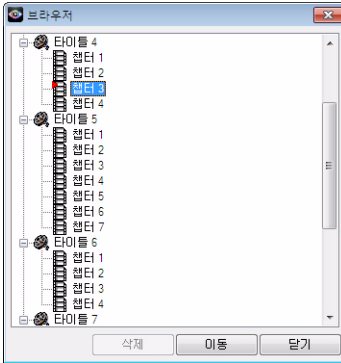 브라우저
타이틀 4
챕터 1
챕터 2
챕터 3
챕터 4
타이틀 5
챕터 1
챕터 2
챕터 3
챕터 4
챕터 5
챕터 6
챕터 7
타이틀 6
챕터 1
챕터 2
챕터 3
챕터 4
타이틀 7
삭제 이동 닫기